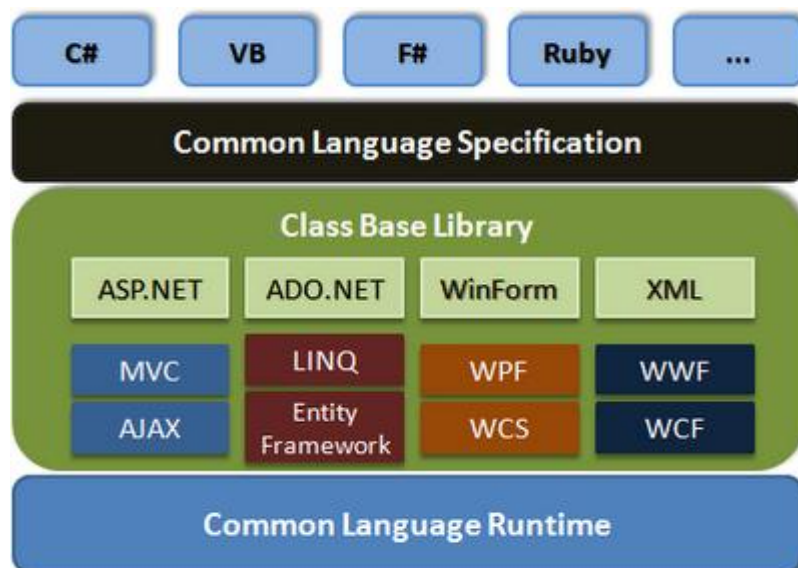 C#
VB
F#
Ruby
...
Common Language Specification
Class Base Library
ASP.NET
ADO.NET
WinForm
XML
MVC
LINQ
WPF
WWF
AJAX
Entity
Framework
WCS
WCF
Common Language Runtime